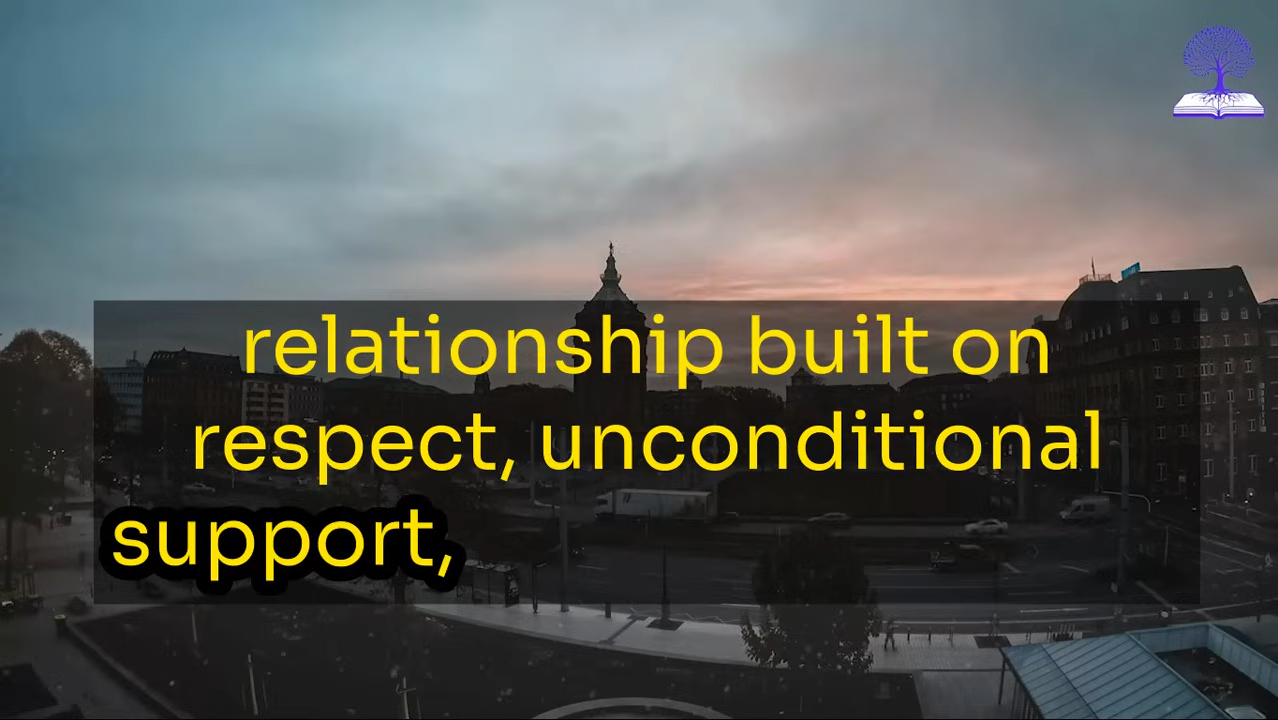 relationship built on
respect, unconditional
support,